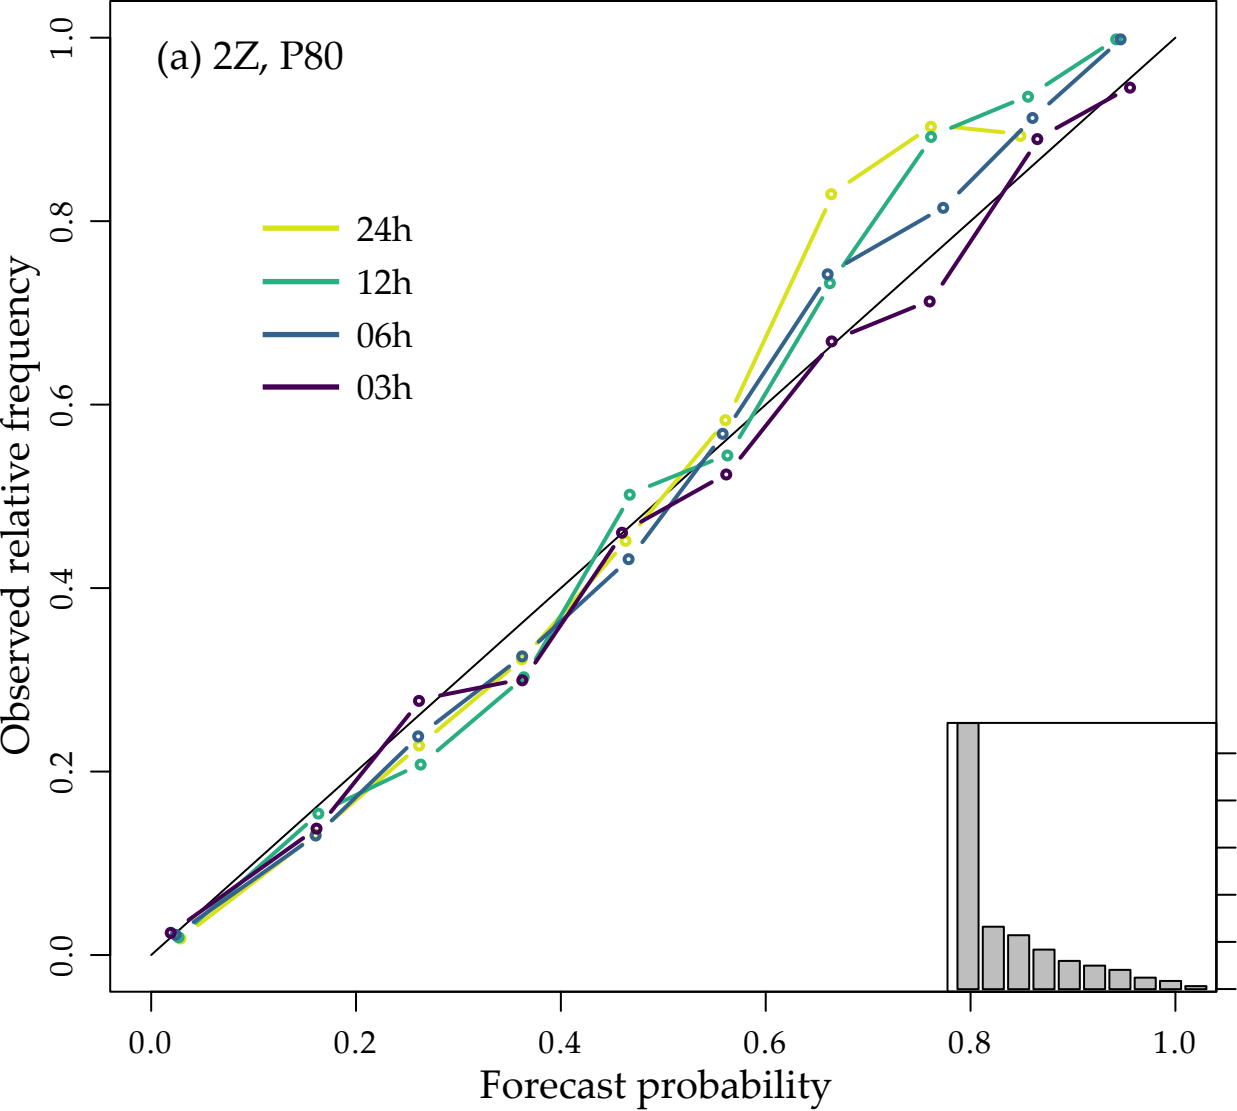 (a) 2Z, P80
24h
12h
06h
03h
Observed relative frequency
1.0
0.8
0.6
0.4
0.2
0.0
0.0 0.2 0.4 0.6 0.8 1.0
Forecast probability